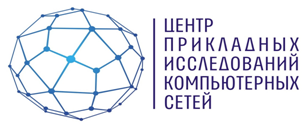 ЦЕНТР
ПРИКЛАДНЫХ
ИССЛЕДОВАНИЙ
КОМПЬЮТЕРНЫХ
СЕТЕЙ